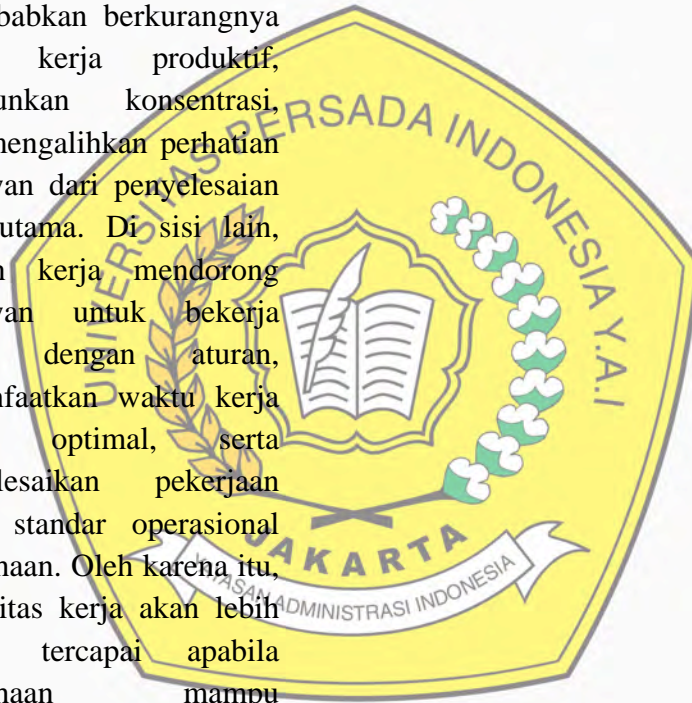 babkan berkurangnya
kerja produktif,
unkan konsentrasi,
mengalihkan perhatian
van dari penyelesaian
utama. Di sisi lain,
n kerja mendorong
van untuk bekerja
dengan aturan,
nfaatkan waktu kerja
optimal, serta
lesaikan pekerjaan
standar operasional
haan. Oleh karena itu,
itas kerja akan lebih
tercapai apabila
haan mampu
UNIVERSITAS PERSADA INDONESIA Y.A.I
JAKARTA
YAYASAN ADMINISTRASI INDONESIA